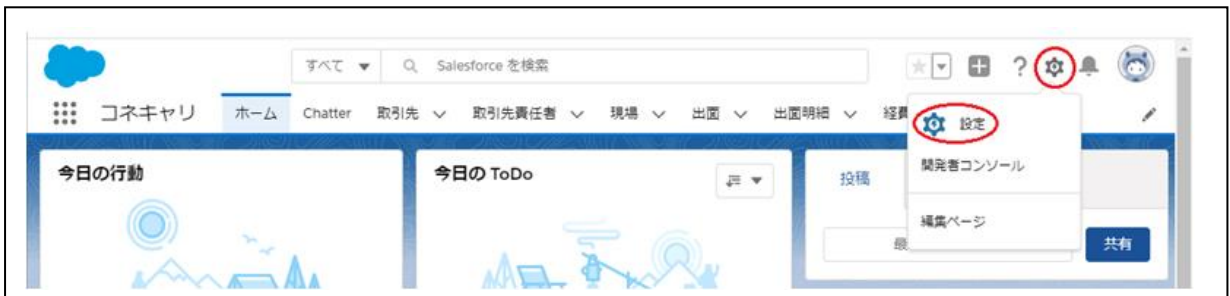 すべて Salesforce を検索
コネキャリ ホーム Chatter 取引先 取引先責任者 現場 出面 出面明細 経費
設定
今日の行動 今日の ToDo 投稿 開発者コンソール
編集ページ
最 共有